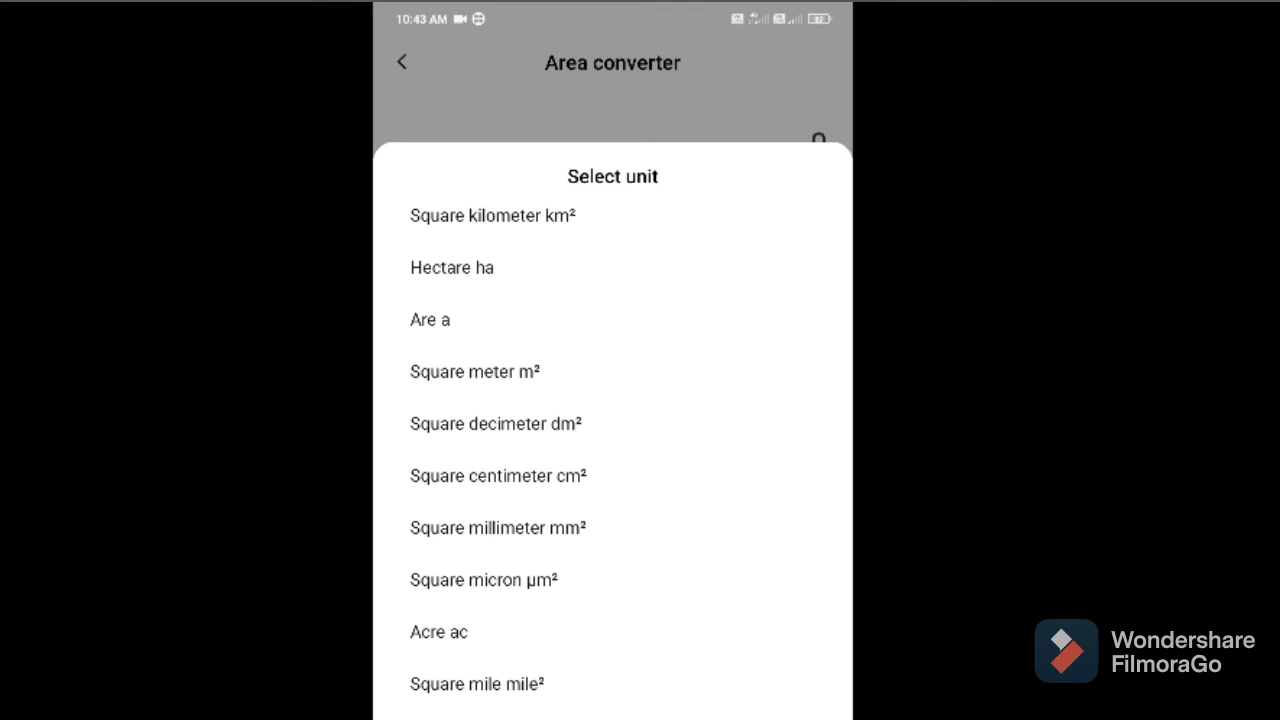 10:43 AM
Area converter
Select unit
Square kilometer km²
Hectare ha
Are a
Square meter m²
Square decimeter dm²
Square centimeter cm²
Square millimeter mm²
Square micron µm²
Acre ac
Square mile mile²
Wondershare
FilmoraGo